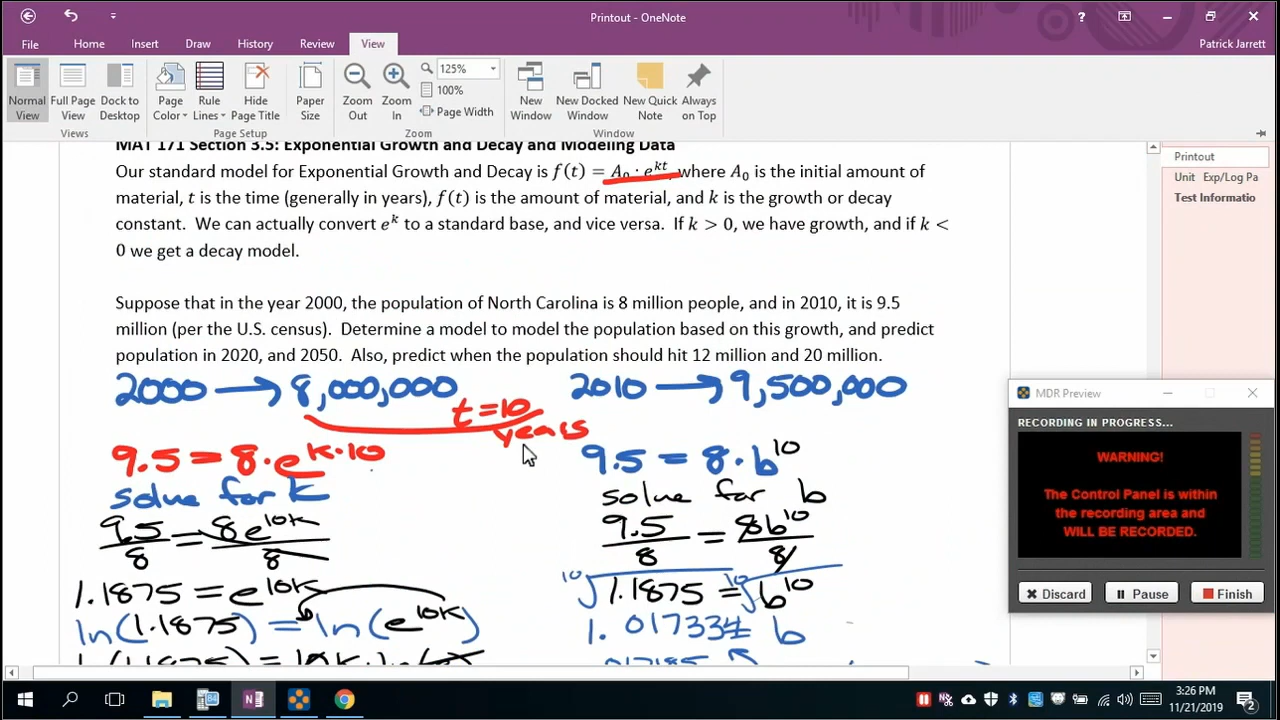 Printout - OneNote
File Home Insert Draw History Review View Patrick Jarrett
125%
100%
Page Width
Normal View Full Page View Dock to Desktop Page Color Rule Lines Hide Page Title Paper Size Zoom Out Zoom In New Window New Docked Window New Quick Note Always on Top
Views Page Setup Zoom Window
MAT 171 Section 3.5: Exponential Growth and Decay and Modeling Data
Our standard model for Exponential Growth and Decay is f(t) = A₀ · e^{kt}, where A₀ is the initial amount of
material, t is the time (generally in years), f(t) is the amount of material, and k is the growth or decay
constant. We can actually convert e^k to a standard base, and vice versa. If k > 0, we have growth, and if k <
0 we get a decay model.
Suppose that in the year 2000, the population of North Carolina is 8 million people, and in 2010, it is 9.5
million (per the U.S. census). Determine a model to model the population based on this growth, and predict
population in 2020, and 2050. Also, predict when the population should hit 12 million and 20 million.
2000 → 8,000,000 2010 → 9,500,000
t = 10
years
9.5 = 8 · e^{k·10}
solve for k
9.5/8 = 8e^{10k}/8
1.1875 = e^{10k}
ln(1.1875) = ln(e^{10k})
9.5 = 8 · b^{10}
solve for b
9.5/8 = 8b^{10}/8
¹⁰√1.1875 = ¹⁰√b^{10}
b
Printout
Unit Exp/Log Pa
Test Informatio
MDR Preview
RECORDING IN PROGRESS...
WARNING!
The Control Panel is within
the recording area and
WILL BE RECORDED.
Discard Pause Finish
3:26 PM
11/21/2019
2